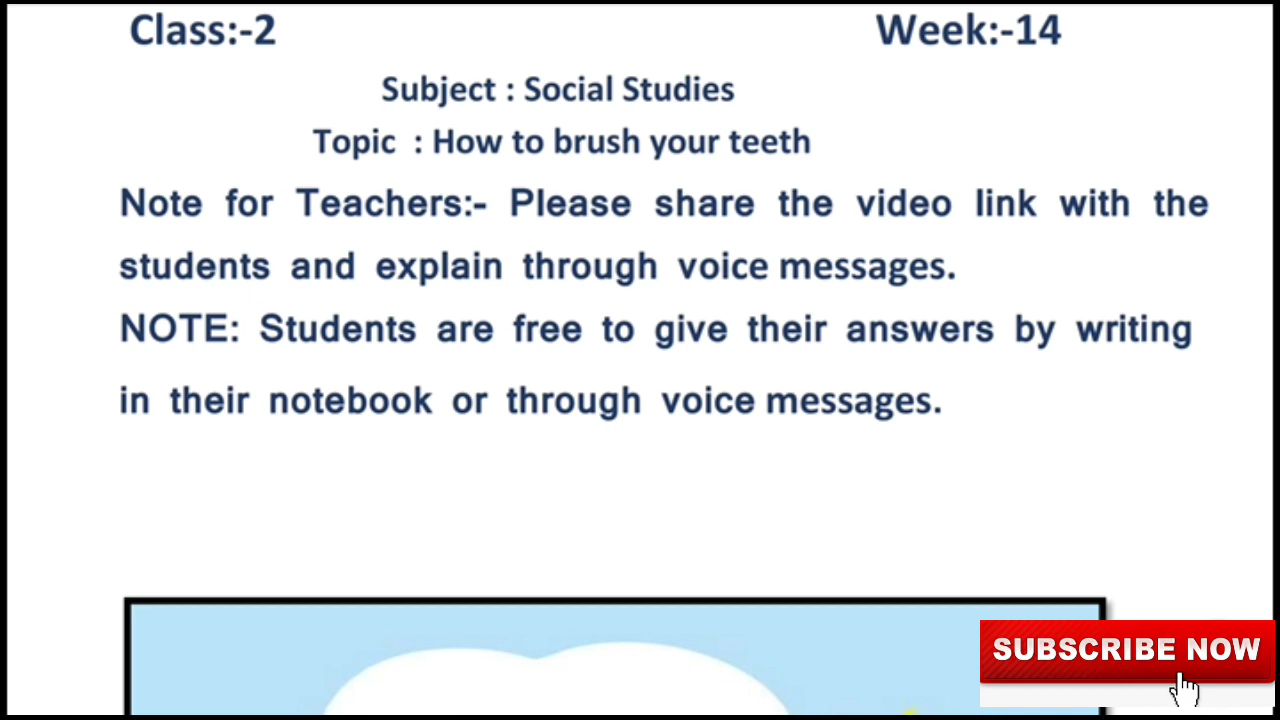 Class:-2 Week:-14
Subject : Social Studies
Topic : How to brush your teeth
Note for Teachers:- Please share the video link with the
students and explain through voice messages.
NOTE: Students are free to give their answers by writing
in their notebook or through voice messages.
SUBSCRIBE NOW